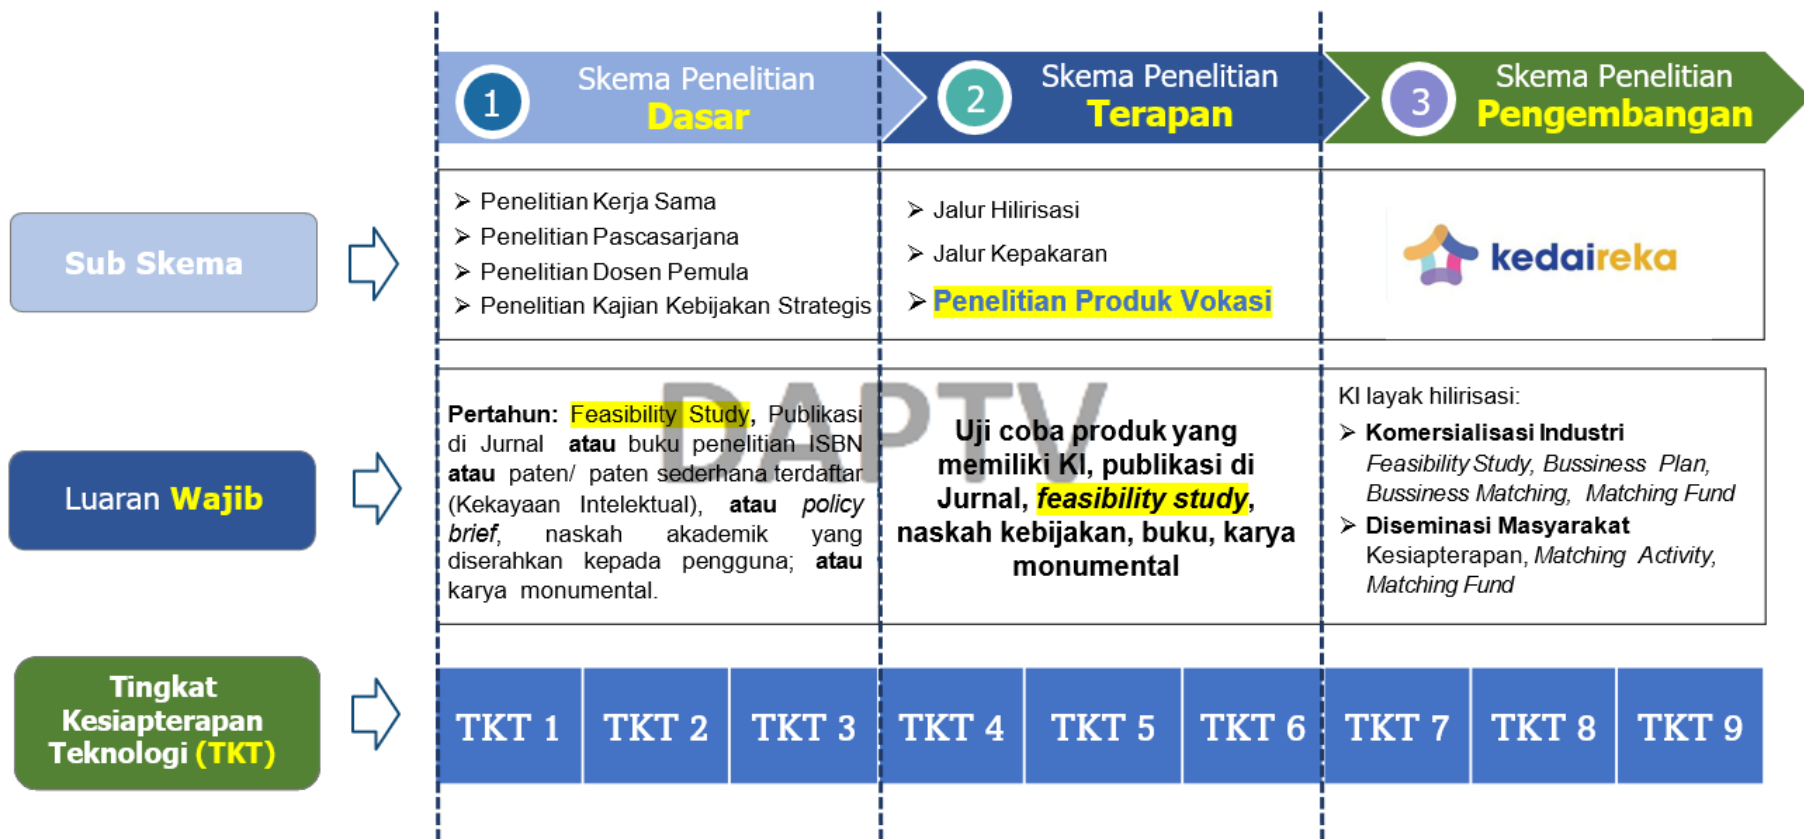 1
Skema Penelitian
Dasar
2
Skema Penelitian
Terapan
3
Skema Penelitian
Pengembangan
Sub Skema
➢ Penelitian Kerja Sama
➢ Penelitian Pascasarjana
➢ Penelitian Dosen Pemula
➢ Penelitian Kajian Kebijakan Strategis
➢ Jalur Hilirisasi
➢ Jalur Kepakaran
➢ Penelitian Produk Vokasi
kedaireka
DAPTV
Luaran Wajib
Pertahun: Feasibility Study, Publikasi
di Jurnal atau buku penelitian ISBN
atau paten/ paten sederhana terdaftar
(Kekayaan Intelektual), atau policy
brief, naskah akademik yang
diserahkan kepada pengguna; atau
karya monumental.
Uji coba produk yang
memiliki KI, publikasi di
Jurnal, feasibility study,
naskah kebijakan, buku, karya
monumental
KI layak hilirisasi:
➢ Komersialisasi Industri
Feasibility Study, Bussiness Plan,
Bussiness Matching, Matching Fund
➢ Diseminasi Masyarakat
Kesiapterapan, Matching Activity,
Matching Fund
Tingkat
Kesiapterapan
Teknologi (TKT)
TKT 1
TKT 2
TKT 3
TKT 4
TKT 5
TKT 6
TKT 7
TKT 8
TKT 9